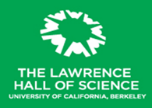 THE LAWRENCE
HALL OF SCIENCE
UNIVERSITY OF CALIFORNIA, BERKELEY